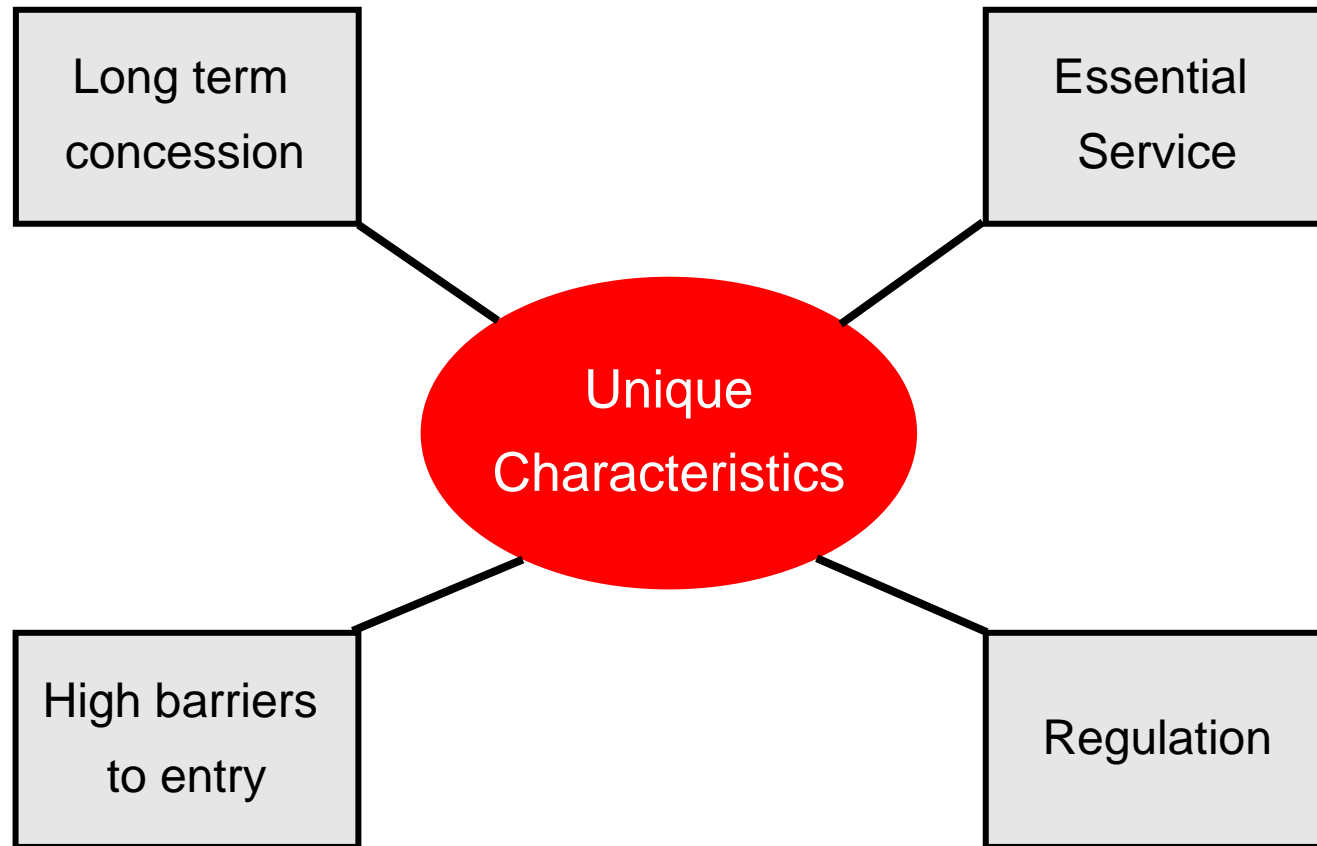 Long term
concession
Essential
Service
Unique
Characteristics
High barriers
to entry
Regulation